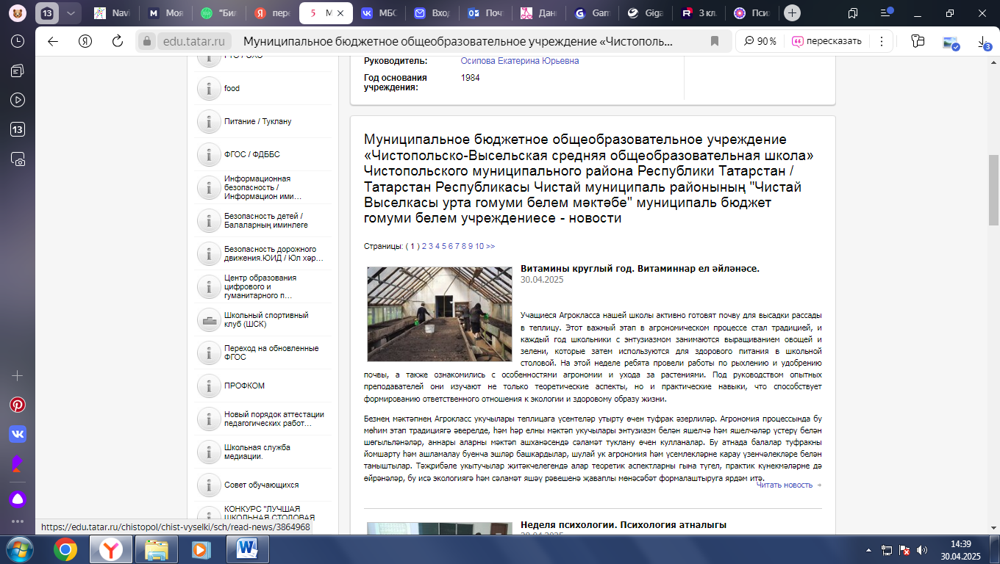 13
Navi
Моя
"Бил
пере
5 М
МБС
Вход
Почт
Дан
Gam
Giga
3 кл.
Псих
edu.tatar.ru
Муниципальное бюджетное общеобразовательное учреждение «Чистополь...
90 %
пересказать
3
13
Руководитель: Осипова Екатерина Юрьевна
Год основания учреждения: 1984
food
Питание / Туклану
ФГОС / ФДББС
Информационная
безопасность /
Информацион ими…
Безопасность детей /
Балаларның иминлеге
Безопасность дорожного
движения.ЮИД / Юл хәр…
Центр образования
цифрового и
гуманитарного п…
Школьный спортивный
клуб (ШСК)
Переход на обновленные
ФГОС
ПРОФКОМ
Новый порядок аттестации
педагогических работ…
Школьная служба
медиации.
Совет обучающихся
КОНКУРС "ЛУЧШАЯ
ШКОЛЬНАЯ СТОЛОВАЯ
Муниципальное бюджетное общеобразовательное учреждение
«Чистопольско-Высельская средняя общеобразовательная школа»
Чистопольского муниципального района Республики Татарстан /
Татарстан Республикасы Чистай муниципаль районының "Чистай
Выселкасы урта гомуми белем мәктәбе" муниципаль бюджет
гомуми белем учреждениесе - новости
Страницы: ( 1 ) 2 3 4 5 6 7 8 9 10 >>
Витамины круглый год. Витаминнар ел әйләнәсе.
30.04.2025
Учащиеся Агрокласса нашей школы активно готовят почву для высадки рассады
в теплицу. Этот важный этап в агрономическом процессе стал традицией, и
каждый год школьники с энтузиазмом занимаются выращиванием овощей и
зелени, которые затем используются для здорового питания в школьной
столовой. На этой неделе ребята провели работы по рыхлению и удобрению
почвы, а также ознакомились с особенностями агрономии и ухода за растениями. Под руководством опытных
преподавателей они изучают не только теоретические аспекты, но и практические навыки, что способствует
формированию ответственного отношения к экологии и здоровому образу жизни.
Безнең мәктәпнең Агрокласс укучылары теплицага үсентеләр утырту өчен туфрак әзерлиләр. Агрономия процессында бу
мөһим этап традициягә әверелде, һәм һәр елны мәктәп укучылары энтузиазм белән яшелчә һәм яшелчәләр үстерү белән
шөгыльләнәләр, аннары аларны мәктәп ашханәсендә сәламәт туклану өчен кулланалар. Бу атнада балалар туфракны
йомшарту һәм ашламалау буенча эшләр башкардылар, шулай ук агрономия һәм үсемлекләрне карау үзенчәлекләре белән
таныштылар. Тәҗрибәле укытучылар җитәкчелегендә алар теоретик аспектларны гына түгел, практик күнекмәләрне дә
өйрәнәләр, бу исә экологиягә һәм сәламәт яшәү рәвешенә җаваплы мөнәсәбәт формалаштыруга ярдәм итә.
Читать новость
Неделя психологии. Психология атналыгы
https://edu.tatar.ru/chistopol/chist-vyselki/sch/read-news/3864968
14:39
30.04.2025